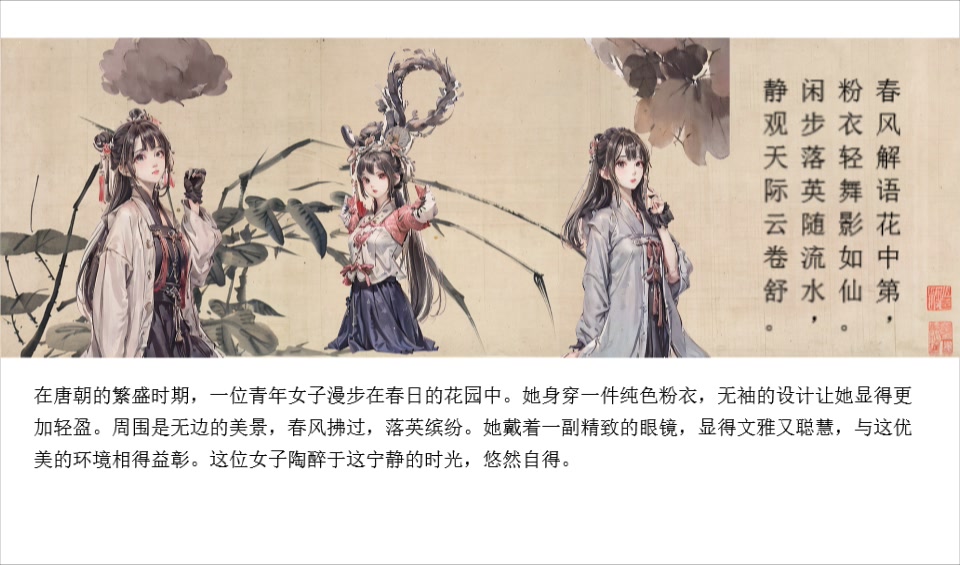 春风解语花中第，
粉衣轻舞影如仙。
闲步落英随流水，
静观天际云卷舒。
在唐朝的繁盛时期，一位青年女子漫步在春日的花园中。她身穿一件纯色粉衣，无袖的设计让她显得更
加轻盈。周围是无边的美景，春风拂过，落英缤纷。她戴着一副精致的眼镜，显得文雅又聪慧，与这优
美的环境相得益彰。这位女子陶醉于这宁静的时光，悠然自得。